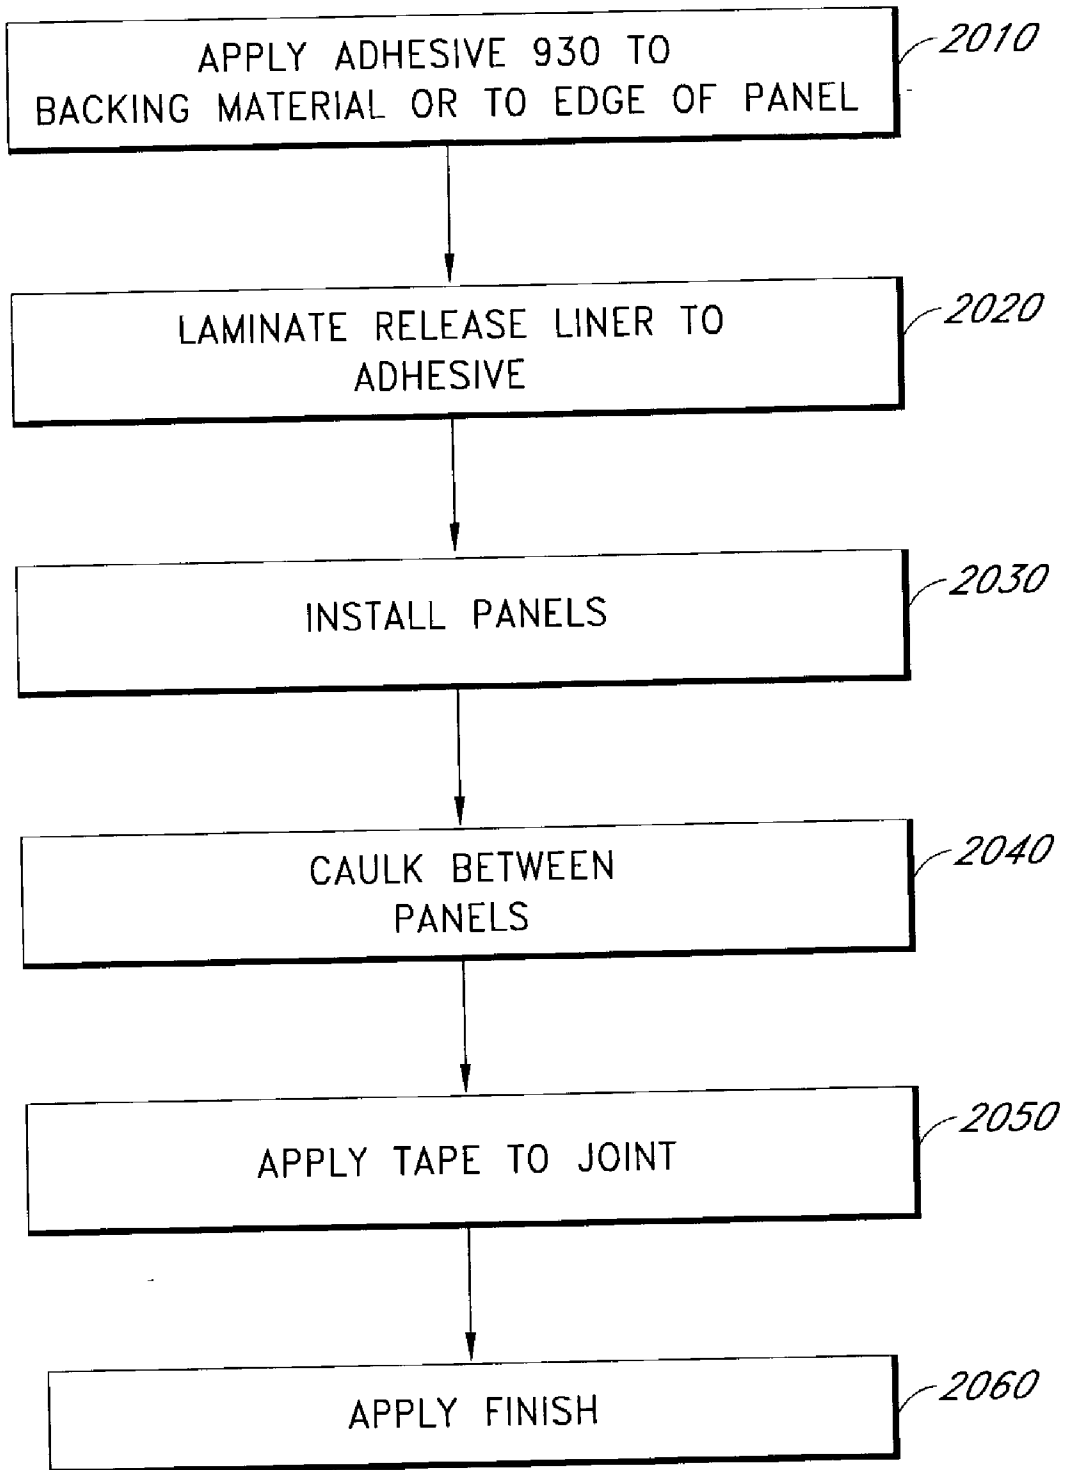 APPLY ADHESIVE 930 TO
BACKING MATERIAL OR TO EDGE OF PANEL
2010
LAMINATE RELEASE LINER TO
ADHESIVE
2020
INSTALL PANELS
2030
CAULK BETWEEN
PANELS
2040
APPLY TAPE TO JOINT
2050
APPLY FINISH
2060